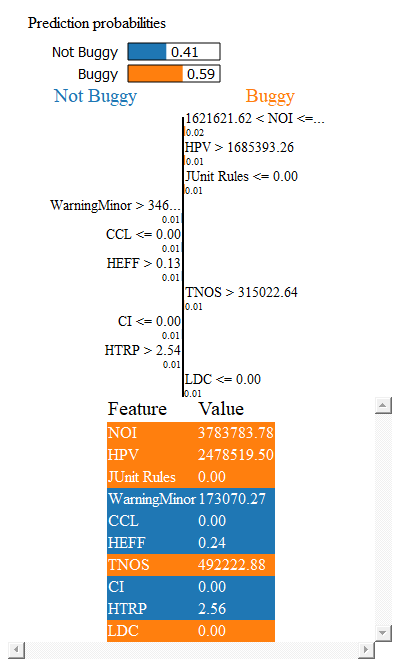 Prediction probabilities
Not Buggy 0.41
Buggy 0.59
Not Buggy Buggy
1621621.62 < NOI <=...
0.02
HPV > 1685393.26
0.01
JUnit Rules <= 0.00
0.01
WarningMinor > 346...
0.01
CCL <= 0.00
0.01
HEFF > 0.13
0.01
TNOS > 315022.64
0.01
CI <= 0.00
0.01
HTRP > 2.54
0.01
LDC <= 0.00
0.01
Feature Value
NOI 3783783.78
HPV 2478519.50
JUnit Rules 0.00
WarningMinor 173070.27
CCL 0.00
HEFF 0.24
TNOS 492222.88
CI 0.00
HTRP 2.56
LDC 0.00